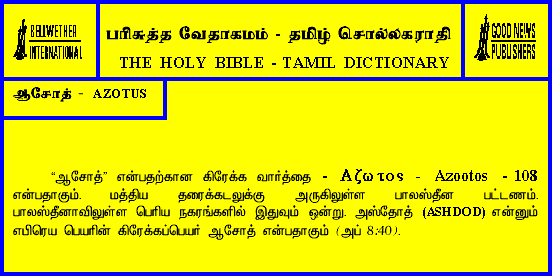 BELLWETHER
INTERNATIONAL
பரிசுத்த வேதாகமம் - தமிழ் சொல்லகராதி
THE HOLY BIBLE - TAMIL DICTIONARY
GOOD NEWS
PUBLISHERS
ஆசோத் - AZOTUS
“ஆசோத்” என்பதற்கான கிரேக்க வார்த்தை - Αζωτος - Azootos - 108
என்பதாகும். மத்திய தரைக்கடலுக்கு அருகிலுள்ள பாலஸ்தீன பட்டணம்.
பாலஸ்தீனாவிலுள்ள பெரிய நகரங்களில் இதுவும் ஒன்று. அஸ்தோத் (ASHDOD) என்னும்
எபிரெய பெயரின் கிரேக்கப்பெயர் ஆசோத் என்பதாகும் (அப் 8:40).